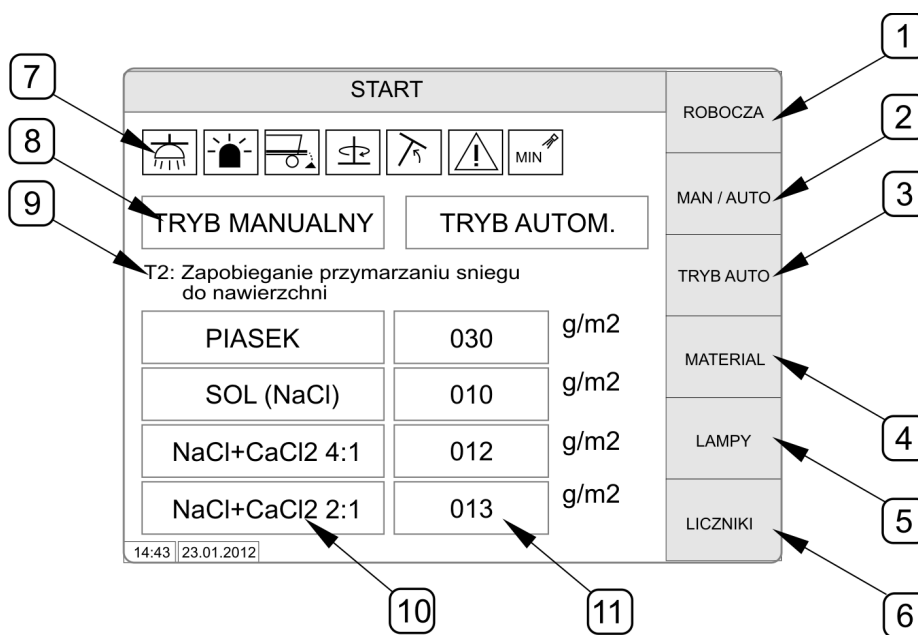 START
MIN
TRYB MANUALNY
TRYB AUTOM.
T2: Zapobieganie przymarzaniu sniegu
do nawierzchni
PIASEK 030 g/m2
SOL (NaCl) 010 g/m2
NaCl+CaCl2 4:1 012 g/m2
NaCl+CaCl2 2:1 013 g/m2
14:43 23.01.2012
ROBOCZA
MAN / AUTO
TRYB AUTO
MATERIAL
LAMPY
LICZNIKI
1
2
3
4
5
6
7
8
9
10
11